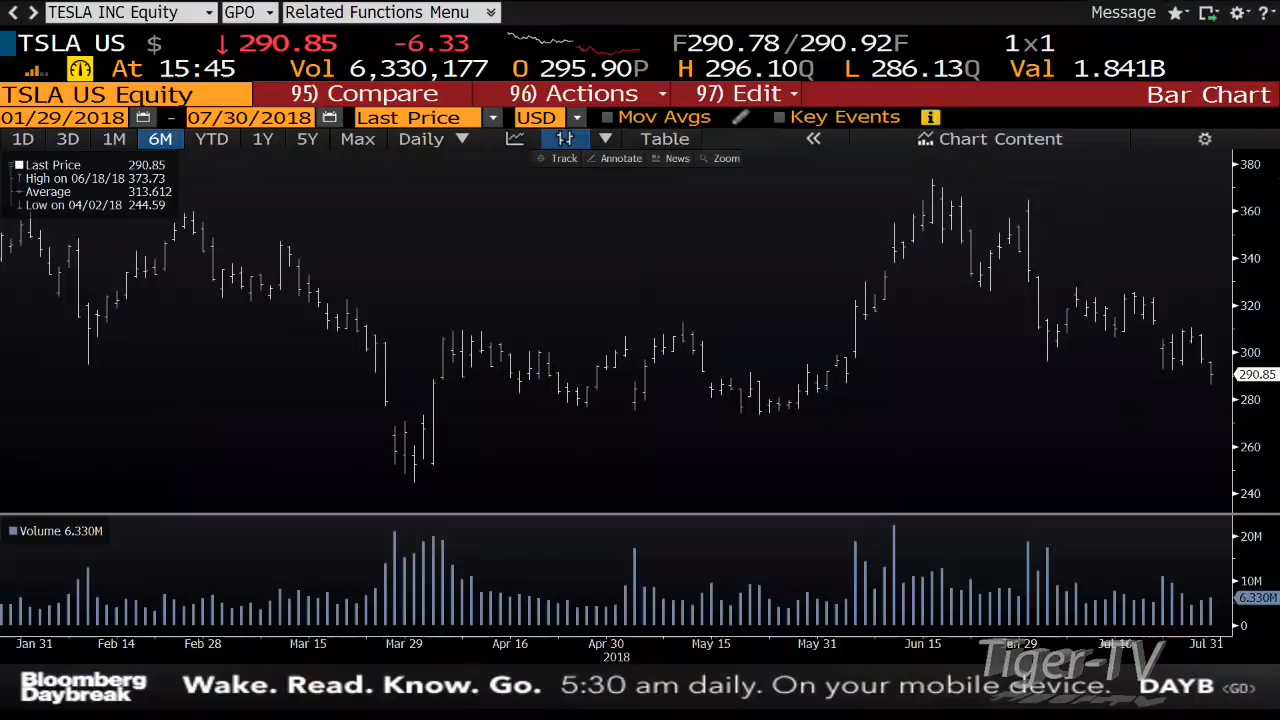 TESLA INC Equity GPO Related Functions Menu Message
TSLA US $ ↓290.85 -6.33 F290.78/290.92F 1x1
At 15:45 Vol 6,330,177 O 295.90P H 296.10Q L 286.13Q Val 1.841B
TSLA US Equity 95) Compare 96) Actions 97) Edit Bar Chart
01/29/2018 - 07/30/2018 Last Price USD Mov Avgs Key Events
1D 3D 1M 6M YTD 1Y 5Y Max Daily Table « Chart Content
Track Annotate News Zoom
Last Price 290.85
High on 06/18/18 373.73
Average 313.612
Low on 04/02/18 244.59
380
360
340
320
300
290.85
280
260
240
Volume 6.330M
20M
10M
6.330M
0
Jan 31 Feb 14 Feb 28 Mar 15 Mar 29 Apr 16 Apr 30 May 15 May 31 Jun 15 Jun 29 Jul 16 Jul 31
2018
Tiger-TV
Bloomberg
Daybreak
Wake. Read. Know. Go. 5:30 am daily. On your mobile device. DAYB <GO>